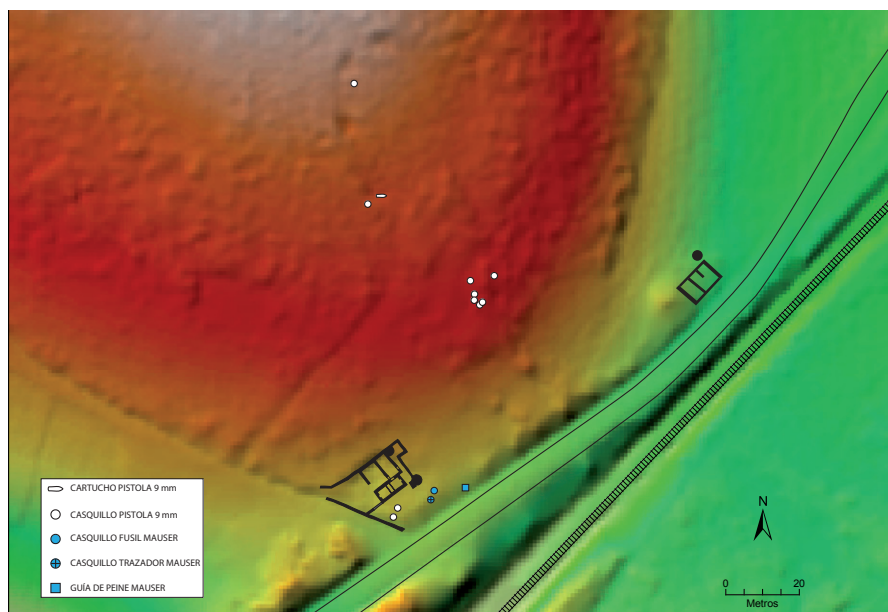 CARTUCHO PISTOLA 9 mm
CASQUILLO PISTOLA 9 mm
CASQUILLO FUSIL MAUSER
CASQUILLO TRAZADOR MAUSER
GUÍA DE PEINE MAUSER
N
0 20
Metros